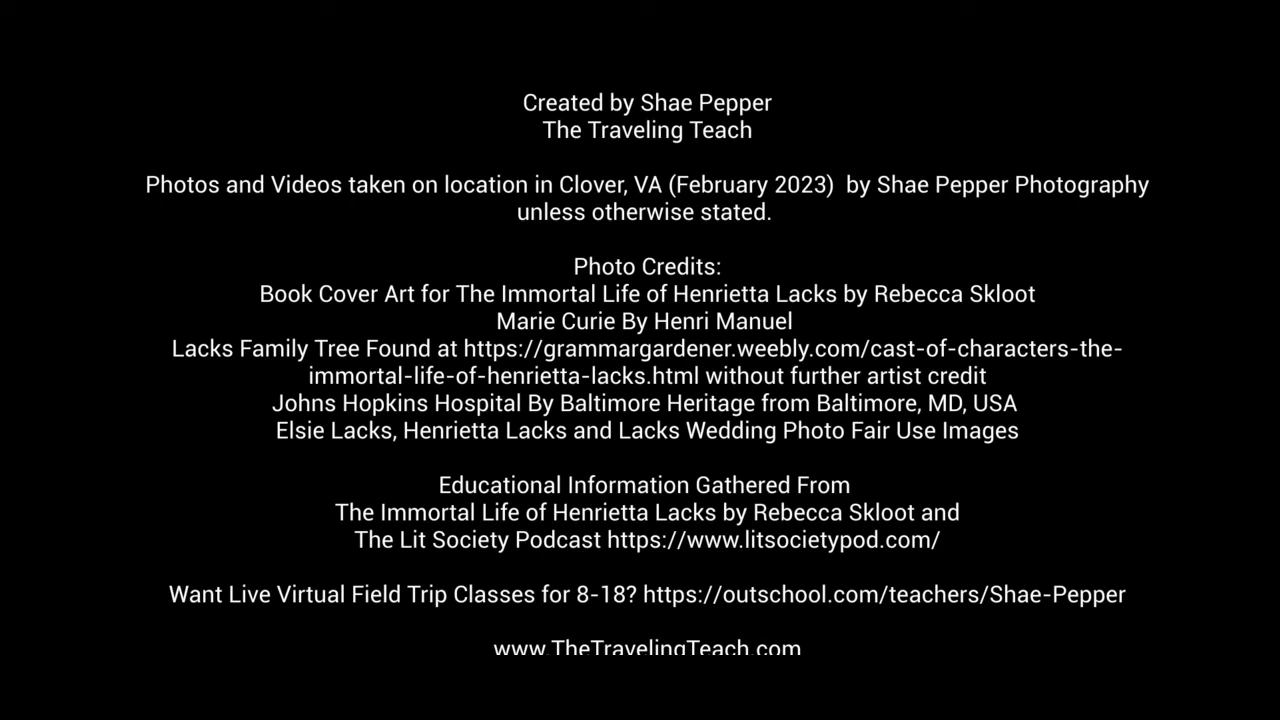 Created by Shae Pepper
The Traveling Teach
Photos and Videos taken on location in Clover, VA (February 2023) by Shae Pepper Photography
unless otherwise stated.
Photo Credits:
Book Cover Art for The Immortal Life of Henrietta Lacks by Rebecca Skloot
Marie Curie By Henri Manuel
Lacks Family Tree Found at https://grammargardener.weebly.com/cast-of-characters-the-
immortal-life-of-henrietta-lacks.html without further artist credit
Johns Hopkins Hospital By Baltimore Heritage from Baltimore, MD, USA
Elsie Lacks, Henrietta Lacks and Lacks Wedding Photo Fair Use Images
Educational Information Gathered From
The Immortal Life of Henrietta Lacks by Rebecca Skloot and
The Lit Society Podcast https://www.litsocietypod.com/
Want Live Virtual Field Trip Classes for 8-18? https://outschool.com/teachers/Shae-Pepper
www.TheTravelingTeach.com